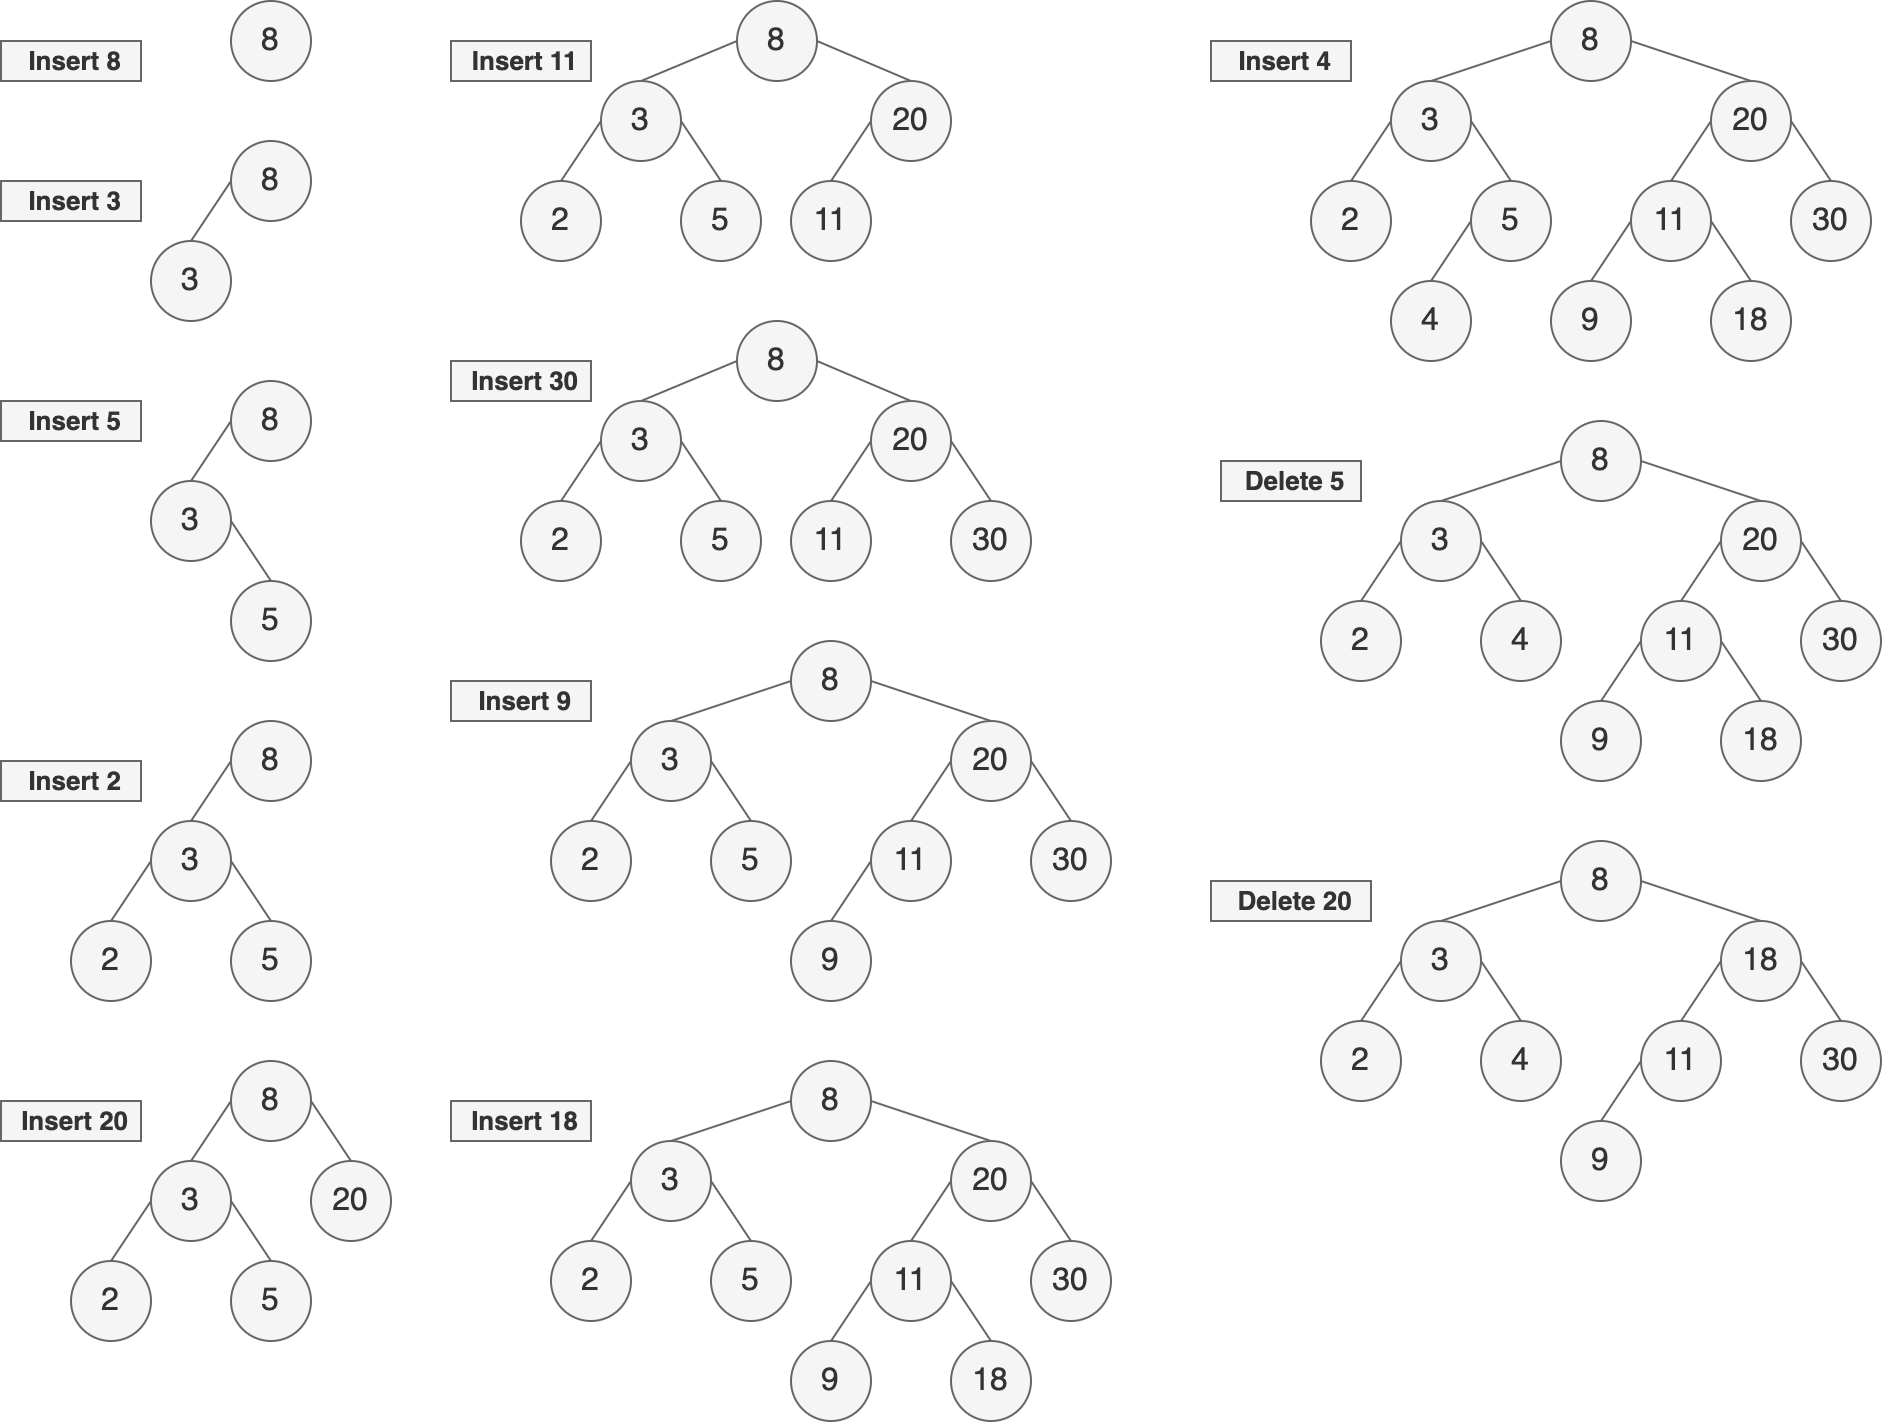 Insert 8
8
Insert 3
8
3
Insert 5
8
3
5
Insert 2
8
3
2 5
Insert 20
8
3 20
2 5
Insert 11
8
3 20
2 5 11
Insert 30
8
3 20
2 5 11 30
Insert 9
8
3 20
2 5 11 30
9
Insert 18
8
3 20
2 5 11 30
9 18
Insert 4
8
3 20
2 5 11 30
4 9 18
Delete 5
8
3 20
2 4 11 30
9 18
Delete 20
8
3 18
2 4 11 30
9